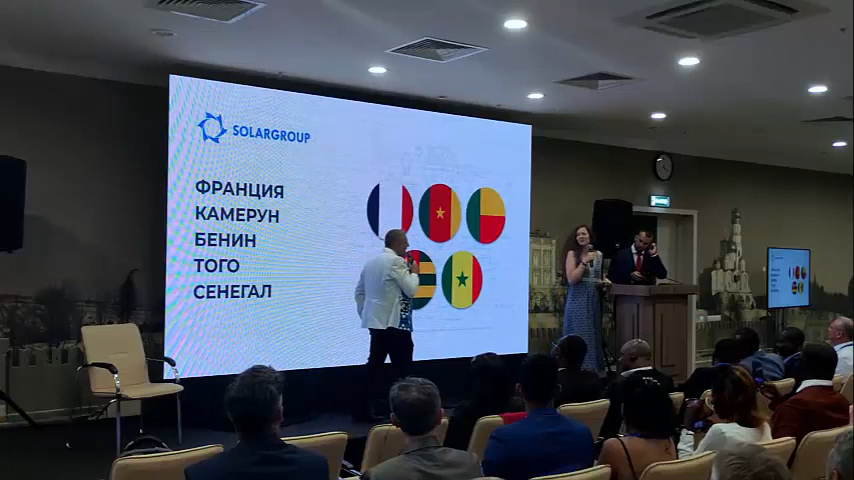 SOLARGROUP
ФРАНЦИЯ
КАМЕРУН
БЕНИН
ТОГО
СЕНЕГАЛ